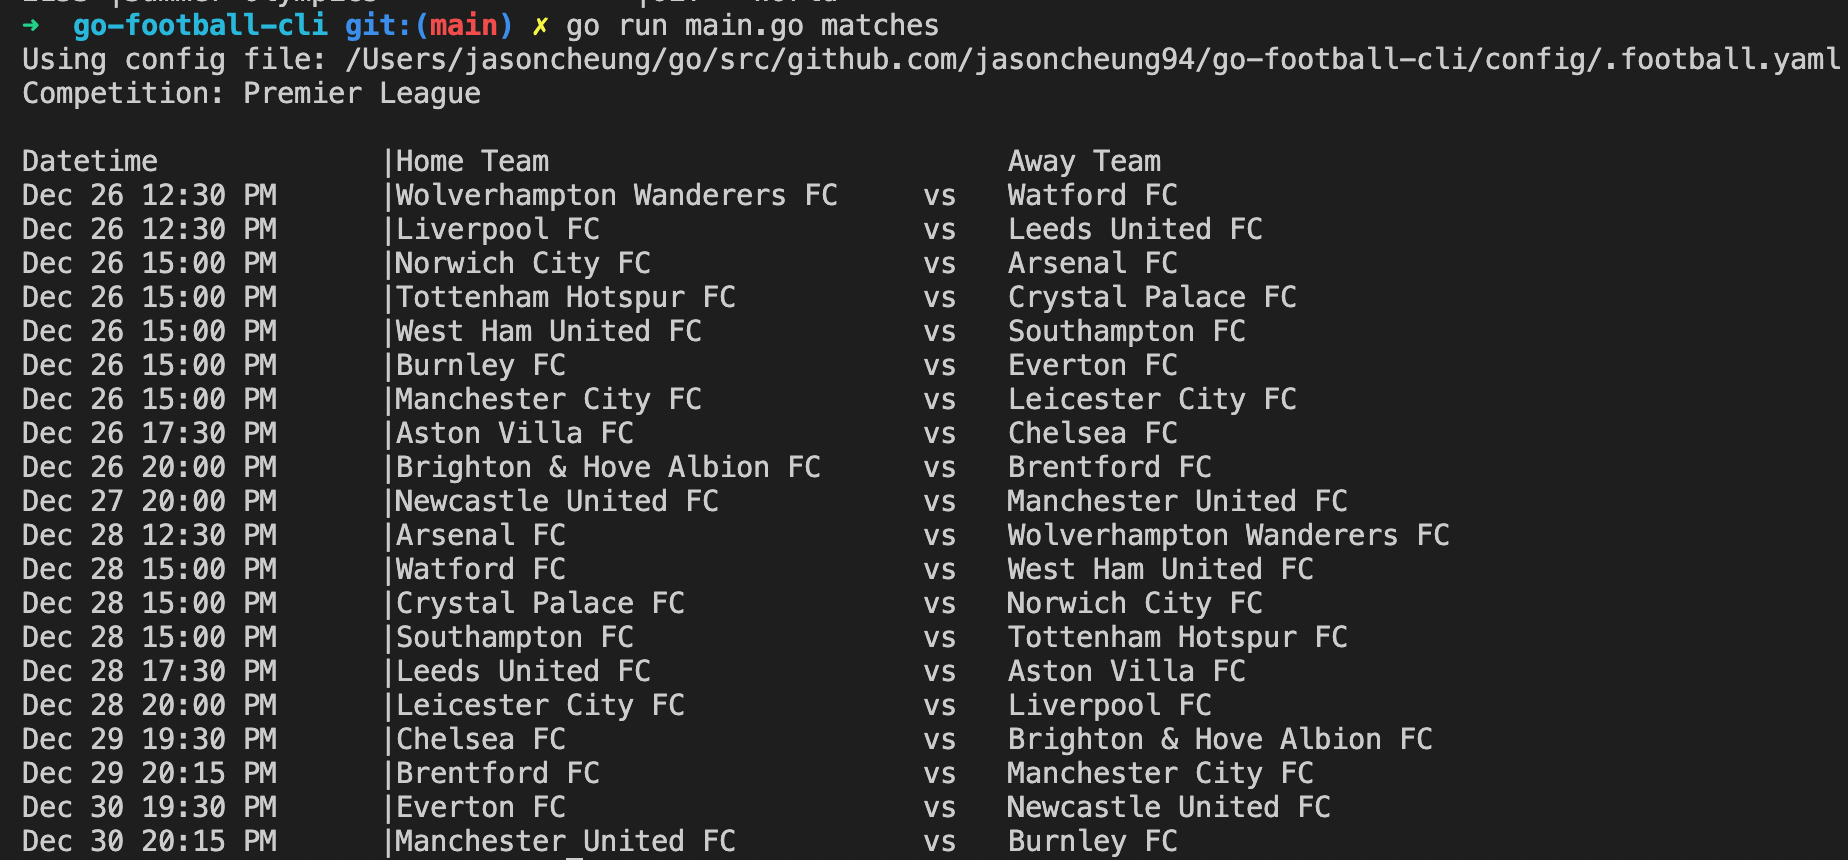 ➜  go-football-cli git:(main) ✗ go run main.go matches
Using config file: /Users/jasoncheung/go/src/github.com/jasoncheung94/go-football-cli/config/.football.yaml
Competition: Premier League
Datetime |Home Team Away Team
Dec 26 12:30 PM |Wolverhampton Wanderers FC vs Watford FC
Dec 26 12:30 PM |Liverpool FC vs Leeds United FC
Dec 26 15:00 PM |Norwich City FC vs Arsenal FC
Dec 26 15:00 PM |Tottenham Hotspur FC vs Crystal Palace FC
Dec 26 15:00 PM |West Ham United FC vs Southampton FC
Dec 26 15:00 PM |Burnley FC vs Everton FC
Dec 26 15:00 PM |Manchester City FC vs Leicester City FC
Dec 26 17:30 PM |Aston Villa FC vs Chelsea FC
Dec 26 20:00 PM |Brighton & Hove Albion FC vs Brentford FC
Dec 27 20:00 PM |Newcastle United FC vs Manchester United FC
Dec 28 12:30 PM |Arsenal FC vs Wolverhampton Wanderers FC
Dec 28 15:00 PM |Watford FC vs West Ham United FC
Dec 28 15:00 PM |Crystal Palace FC vs Norwich City FC
Dec 28 15:00 PM |Southampton FC vs Tottenham Hotspur FC
Dec 28 17:30 PM |Leeds United FC vs Aston Villa FC
Dec 28 20:00 PM |Leicester City FC vs Liverpool FC
Dec 29 19:30 PM |Chelsea FC vs Brighton & Hove Albion FC
Dec 29 20:15 PM |Brentford FC vs Manchester City FC
Dec 30 19:30 PM |Everton FC vs Newcastle United FC
Dec 30 20:15 PM |Manchester United FC vs Burnley FC